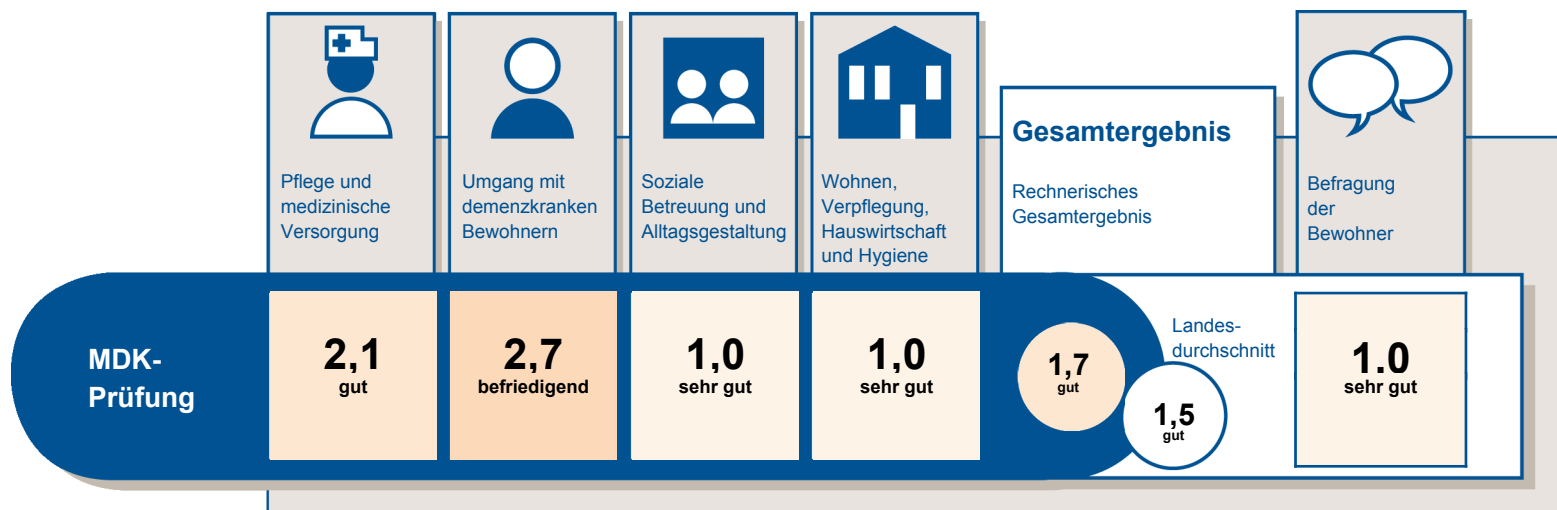 Pflege und
medizinische
Versorgung
Umgang mit
demenzkranken
Bewohnern
Soziale
Betreuung und
Alltagsgestaltung
Wohnen,
Verpflegung,
Hauswirtschaft
und Hygiene
Gesamtergebnis
Rechnerisches
Gesamtergebnis
Befragung
der
Bewohner
MDK-
Prüfung
2,1
gut
2,7
befriedigend
1,0
sehr gut
1,0
sehr gut
1,7
gut
Landes-
durchschnitt
1,5
gut
1.0
sehr gut